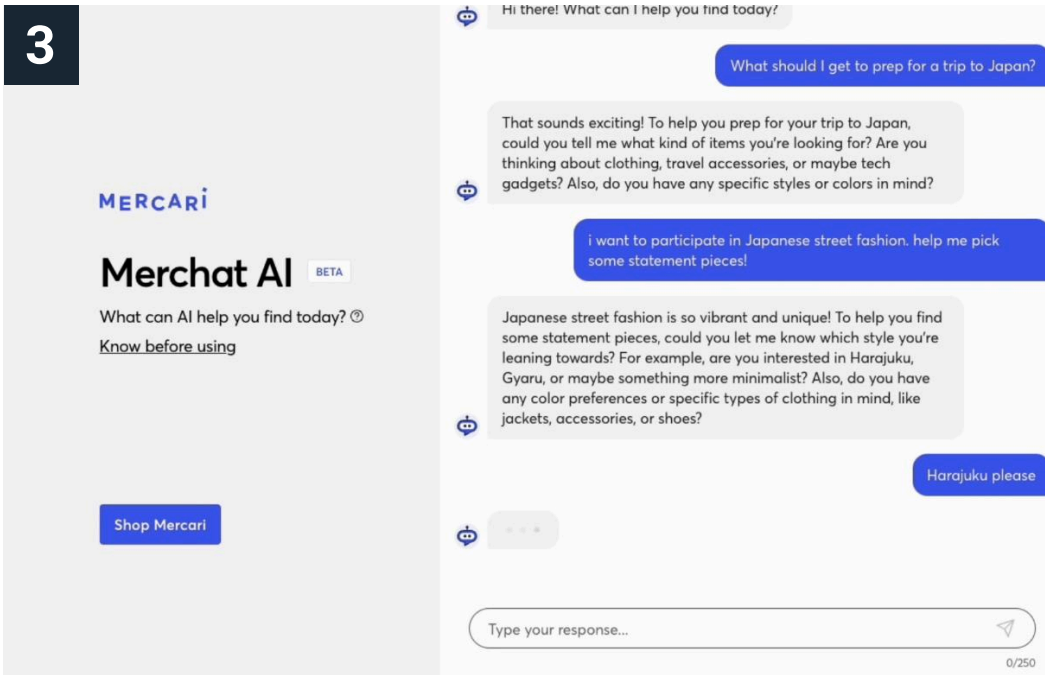 3
MERCARI
Merchat AI BETA
What can AI help you find today?
Know before using
Shop Mercari
Hi there! What can I help you find today?
What should I get to prep for a trip to Japan?
That sounds exciting! To help you prep for your trip to Japan,
could you tell me what kind of items you're looking for? Are you
thinking about clothing, travel accessories, or maybe tech
gadgets? Also, do you have any specific styles or colors in mind?
i want to participate in Japanese street fashion. help me pick
some statement pieces!
Japanese street fashion is so vibrant and unique! To help you find
some statement pieces, could you let me know which style you're
leaning towards? For example, are you interested in Harajuku,
Gyaru, or maybe something more minimalist? Also, do you have
any color preferences or specific types of clothing in mind, like
jackets, accessories, or shoes?
Harajuku please
Type your response...
0/250